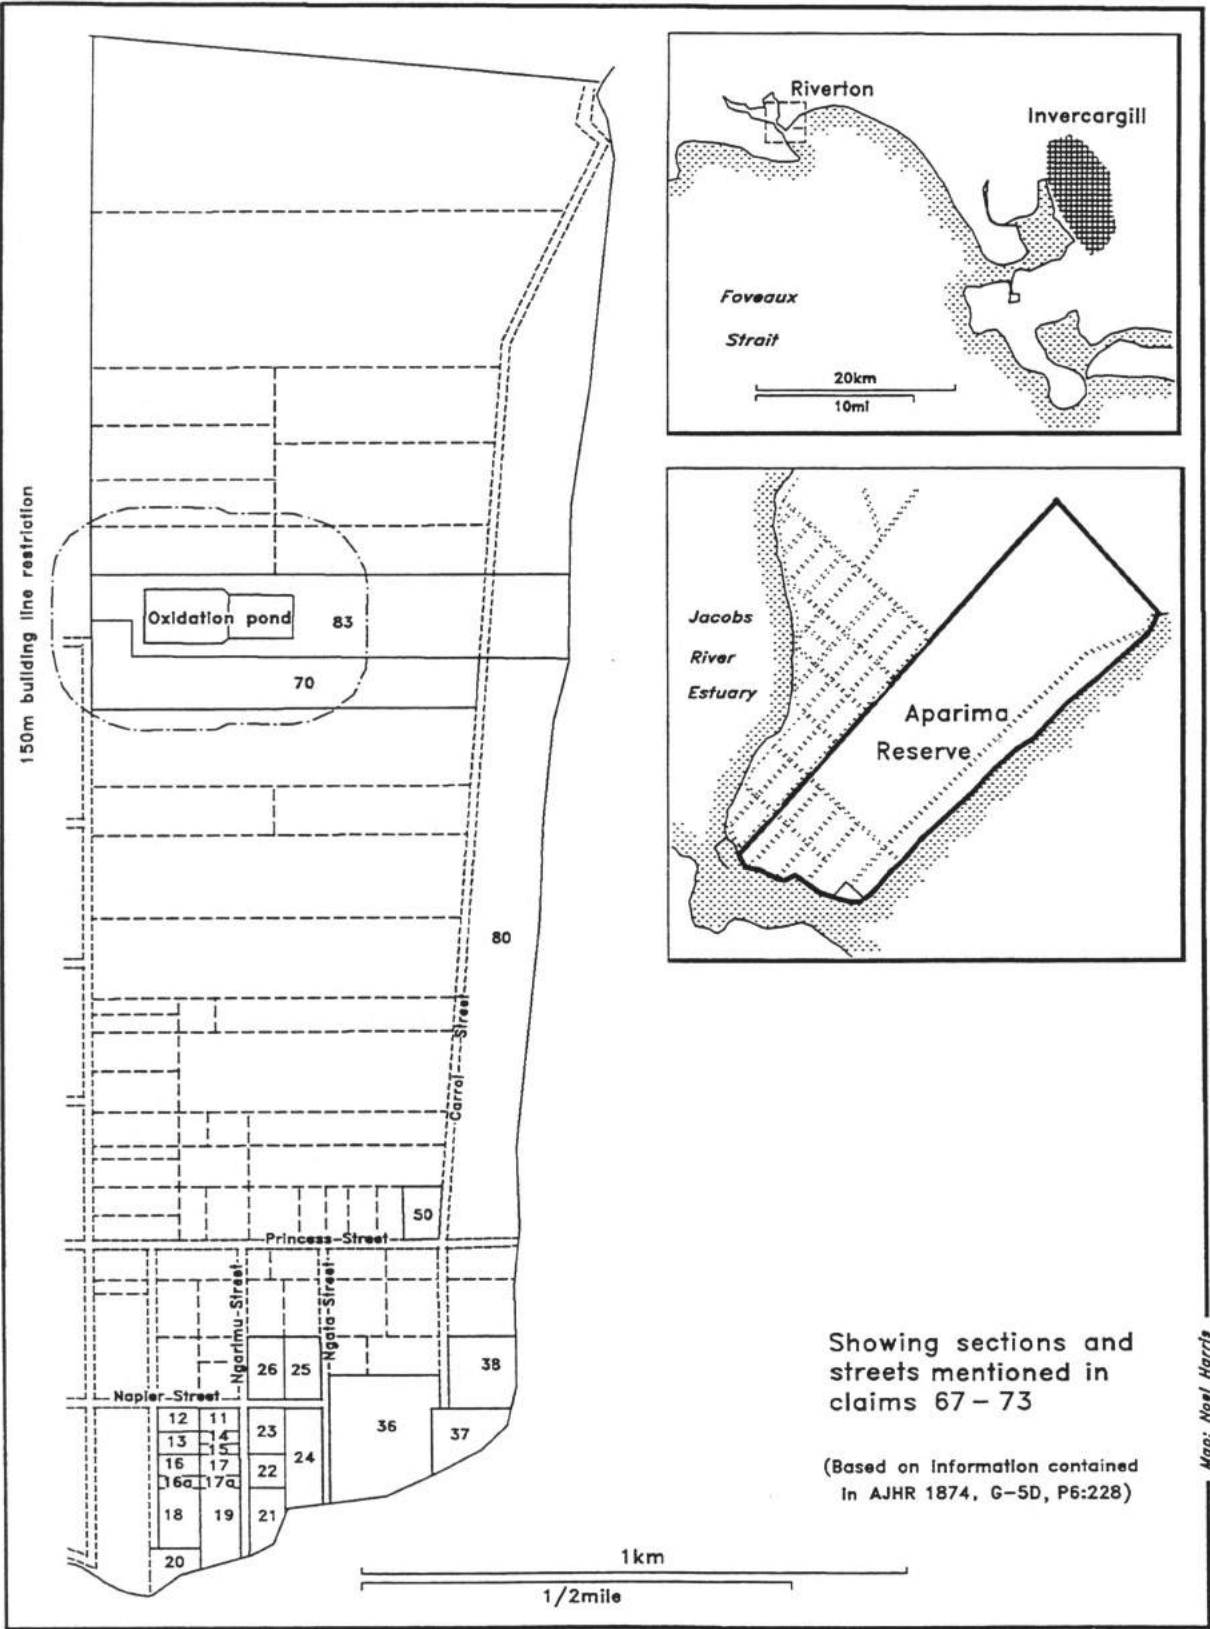 Riverton
Invercargill
Foveaux
Strait
20km
10mi
Jacobs
River
Estuary
Aparima
Reserve
150m building line restriation
Oxidation pond
83
70
80
Carrol Street
50
Princess Street
Ngarimu Street
Ngata Street
26
25
38
Napier Street
12
11
13
14
15
16
17
16a
17a
18
19
20
23
22
21
24
36
37
Showing sections and
streets mentioned in
claims 67 – 73
(Based on information contained
in AJHR 1874, G-5D, P6:228)
Map: Noel Harris
1km
1/2mile